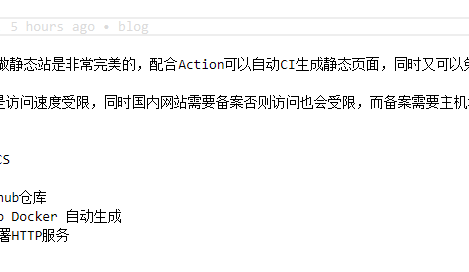 5 hours ago • blog
做静态站是非常完美的，配合Action可以自动CI生成静态页面，同时又可以
是访问速度受限，同时国内网站需要备案否则访问也会受限，而备案需要主机
CS
hub仓库
Docker 自动生成
署HTTP服务